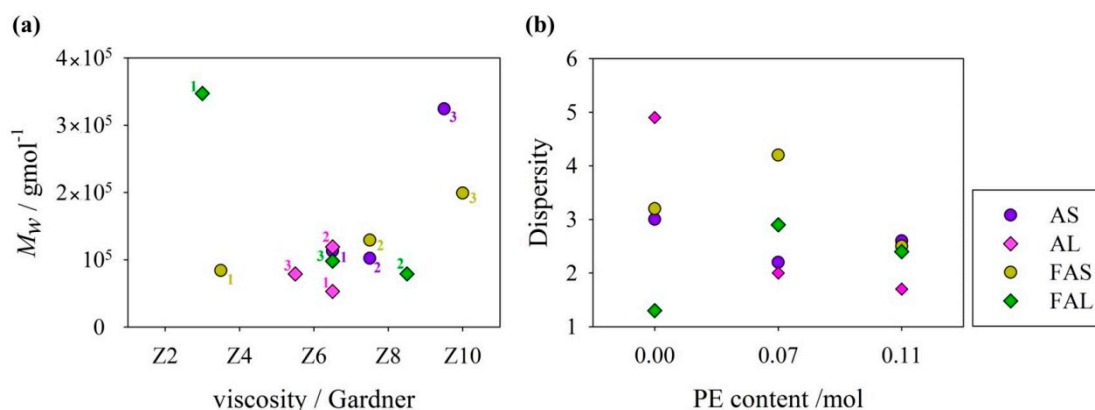 (a)
4×10⁵
3×10⁵
2×10⁵
1×10⁵
0
M_W / gmol⁻¹
1
3
3
2
2
1
3
2
2
3
1
1
Z2 Z4 Z6 Z8 Z10
viscosity / Gardner
(b)
6
5
4
3
2
1
Dispersity
0.00 0.07 0.11
PE content /mol
AS
AL
FAS
FAL